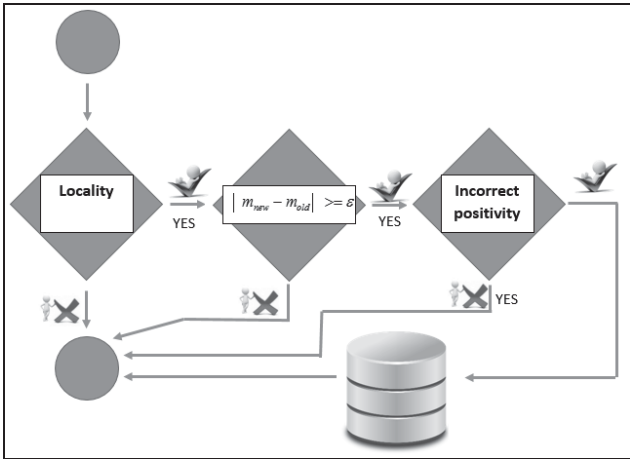 Locality
YES
| m_new − m_old | >= ε
YES
Incorrect
positivity
YES